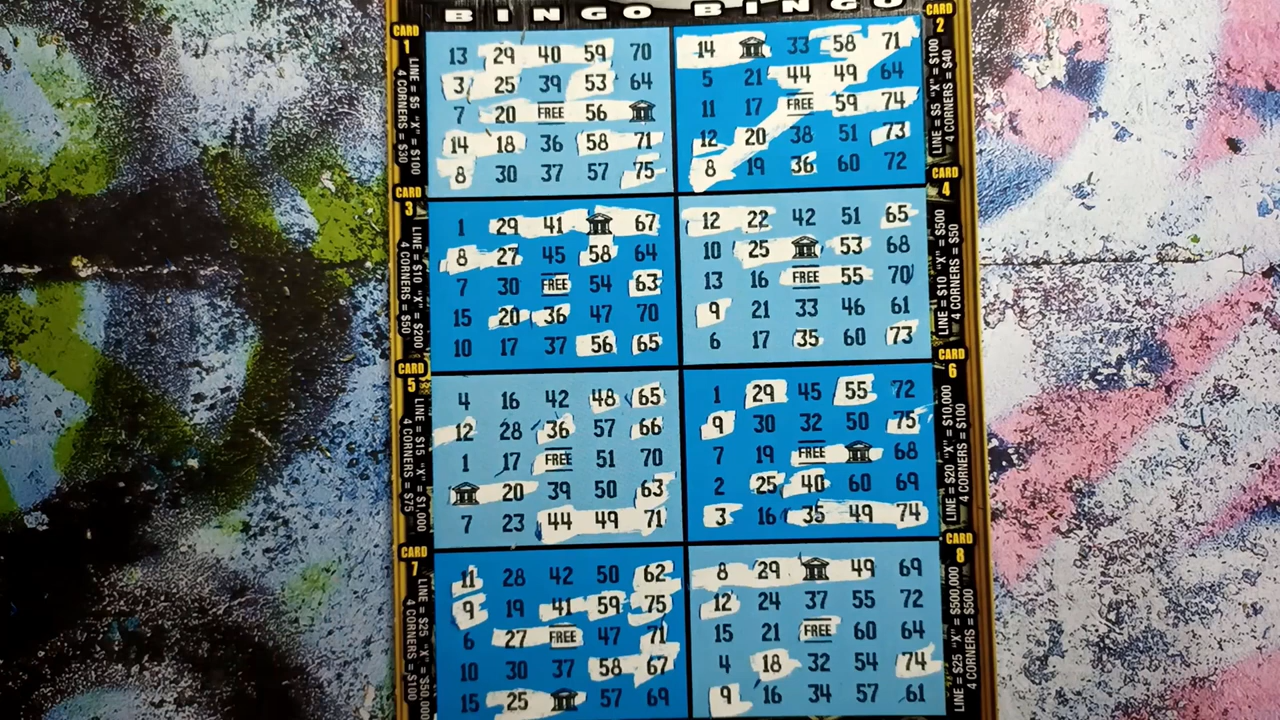 BINGO BINGO
CARD 1
LINE = $5 "X" = $100
4 CORNERS = $30
13 29 40 59 70
3 25 39 53 64
7 20 FREE 56
14 18 36 58 71
8 30 37 57 75
CARD 2
LINE = $5 "X" = $100
4 CORNERS = $40
14 33 58 71
5 21 44 49 64
11 17 FREE 59 74
12 20 38 51 73
8 19 36 60 72
CARD 3
LINE = $10 "X" = $200
4 CORNERS = $50
1 29 41 67
8 27 45 58 64
7 30 FREE 54 63
15 20 36 47 70
10 17 37 56 65
CARD 4
LINE = $10 "X" = $500
4 CORNERS = $50
12 22 42 51 65
10 25 53 68
13 16 FREE 55 70
9 21 33 46 61
6 17 35 60 73
CARD 5
LINE = $15 "X" = $1,000
4 CORNERS = $75
4 16 42 48 65
12 28 36 57 66
1 17 FREE 51 70
20 39 50 63
7 23 44 49 71
CARD 6
LINE = $20 "X" = $10,000
4 CORNERS = $100
1 29 45 55 72
9 30 32 50 75
7 19 FREE 68
2 25 40 60 69
3 16 35 49 74
CARD 7
LINE = $25 "X" = $50,000
4 CORNERS = $100
11 28 42 50 62
9 19 41 59 75
6 27 FREE 47 71
10 30 37 58 67
15 25 57 69
CARD 8
LINE = $25 "X" = $500,000
4 CORNERS = $500
8 29 49 69
12 24 37 55 72
15 21 FREE 60 64
4 18 32 54 74
9 16 34 57 61